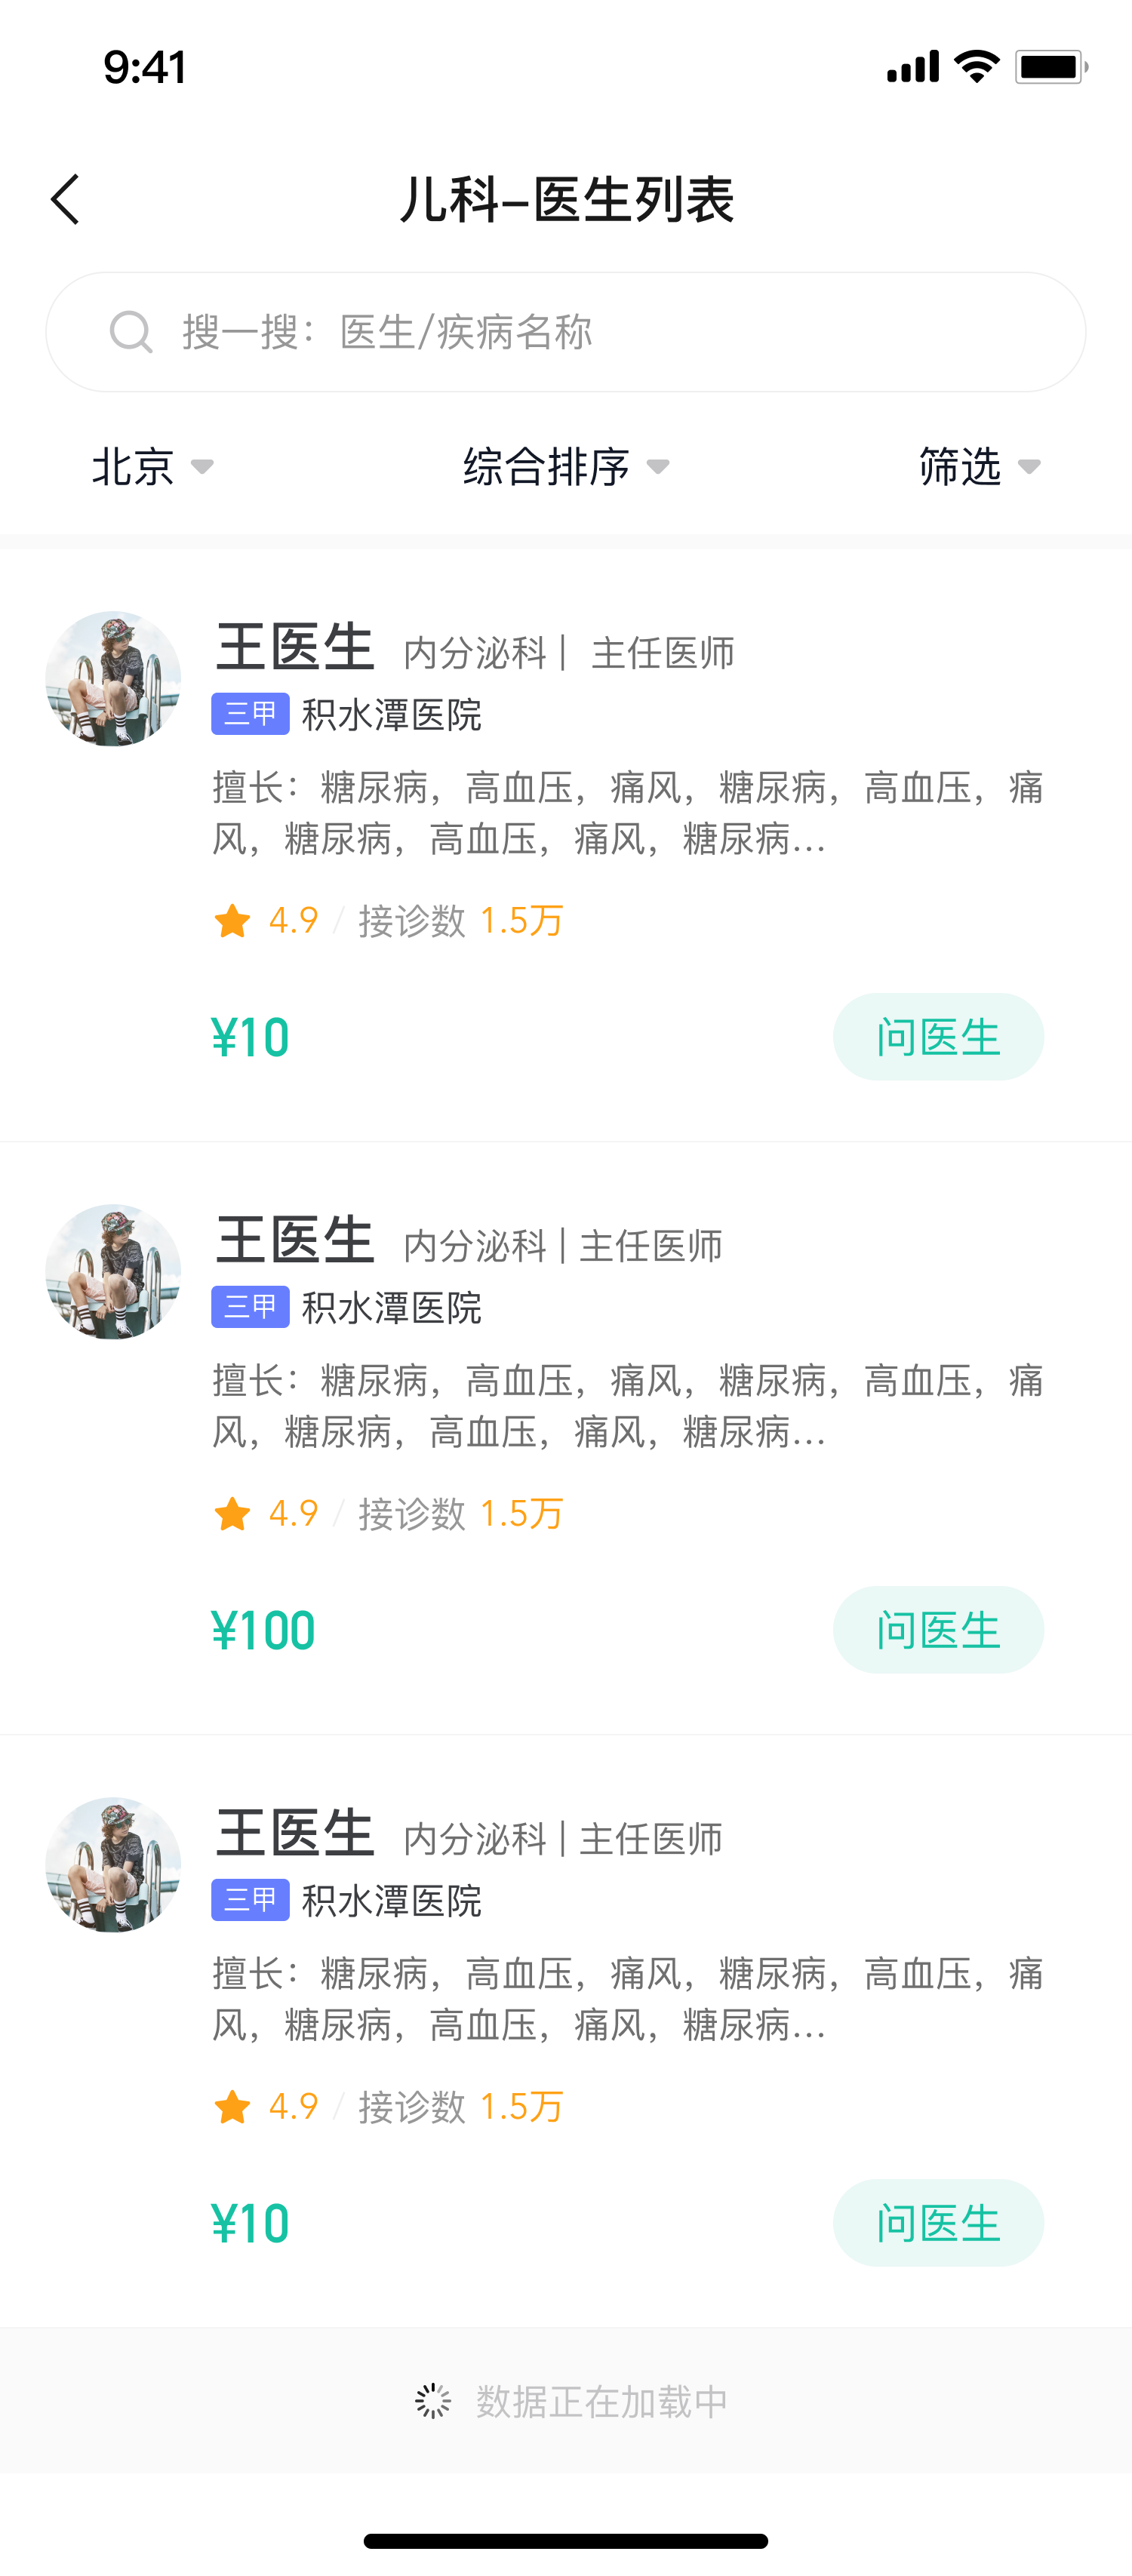 9:41
儿科-医生列表
搜一搜：医生/疾病名称
北京 综合排序 筛选
王医生 内分泌科 | 主任医师
三甲 积水潭医院
擅长：糖尿病，高血压，痛风，糖尿病，高血压，痛
风，糖尿病，高血压，痛风，糖尿病...
4.9 / 接诊数 1.5万
¥10 问医生
王医生 内分泌科 | 主任医师
三甲 积水潭医院
擅长：糖尿病，高血压，痛风，糖尿病，高血压，痛
风，糖尿病，高血压，痛风，糖尿病...
4.9 / 接诊数 1.5万
¥100 问医生
王医生 内分泌科 | 主任医师
三甲 积水潭医院
擅长：糖尿病，高血压，痛风，糖尿病，高血压，痛
风，糖尿病，高血压，痛风，糖尿病...
4.9 / 接诊数 1.5万
¥10 问医生
数据正在加载中